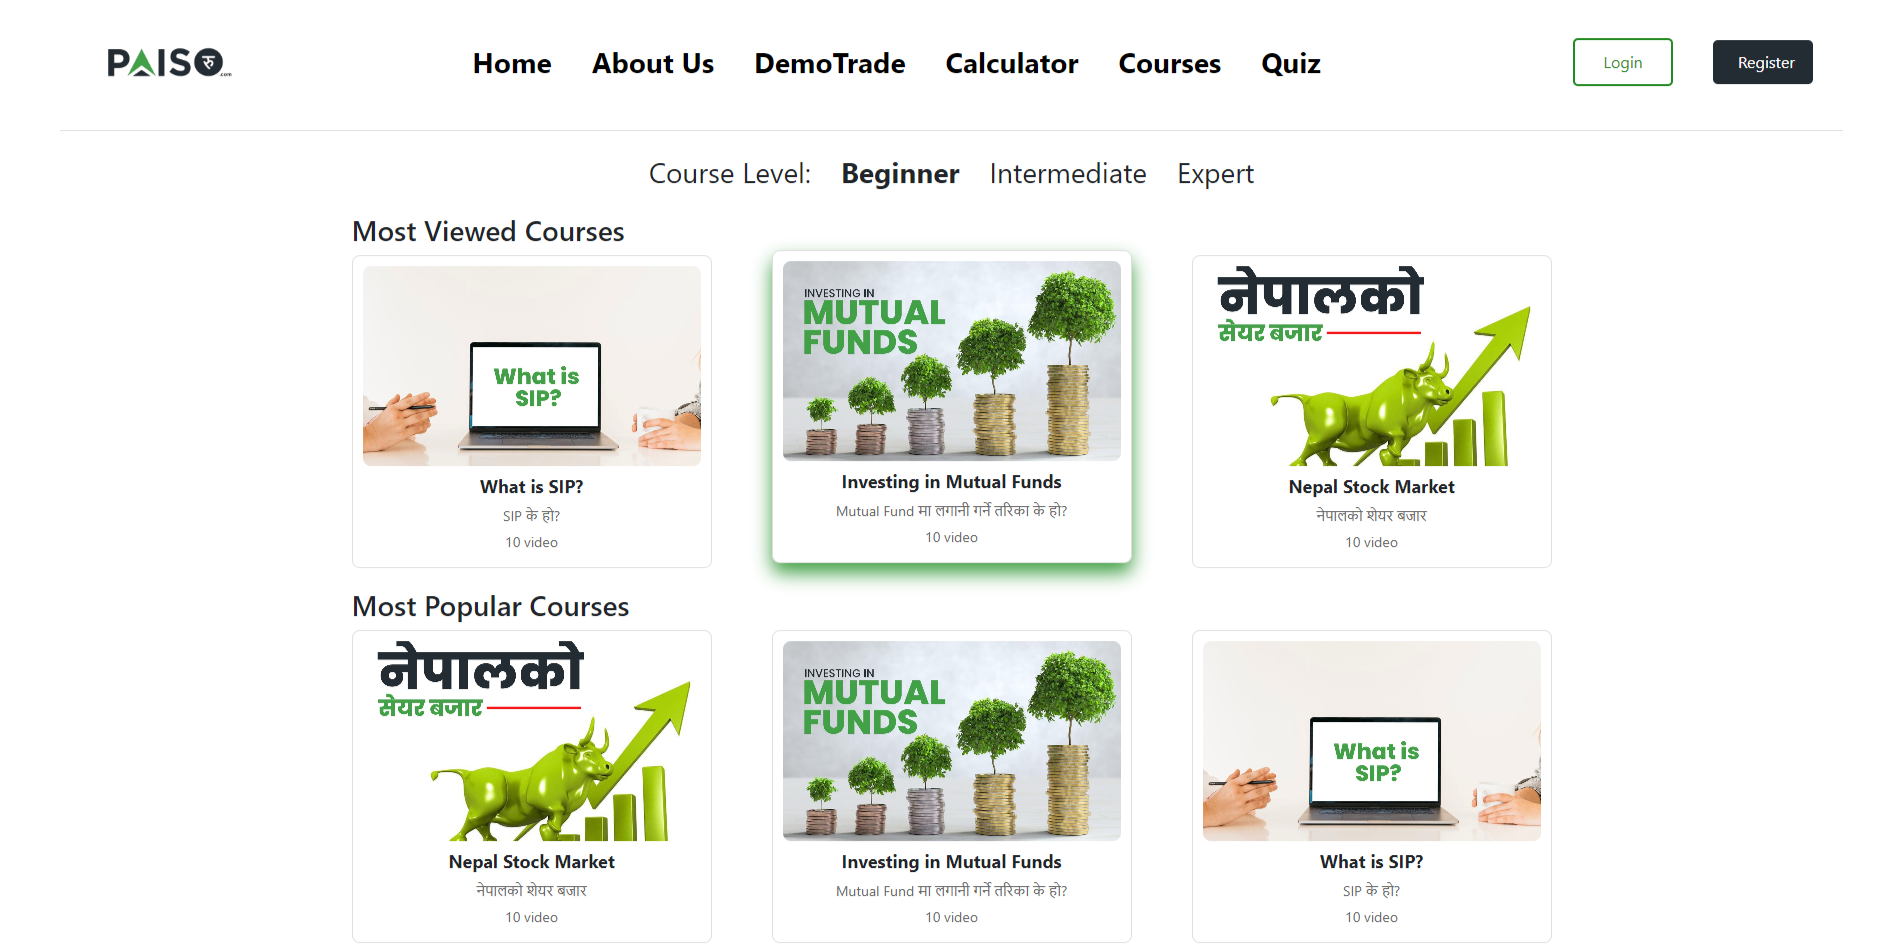 PAISरु.com
Home About Us DemoTrade Calculator Courses Quiz
Login
Register
Course Level: Beginner Intermediate Expert
Most Viewed Courses
What is
SIP?
What is SIP?
SIP के हो?
10 video
INVESTING IN
MUTUAL
FUNDS
Investing in Mutual Funds
Mutual Fund मा लगानी गर्ने तरिका के हो?
10 video
नेपालको
सेयर बजार
Nepal Stock Market
नेपालको शेयर बजार
10 video
Most Popular Courses
नेपालको
सेयर बजार
Nepal Stock Market
नेपालको शेयर बजार
10 video
INVESTING IN
MUTUAL
FUNDS
Investing in Mutual Funds
Mutual Fund मा लगानी गर्ने तरिका के हो?
10 video
What is
SIP?
What is SIP?
SIP के हो?
10 video